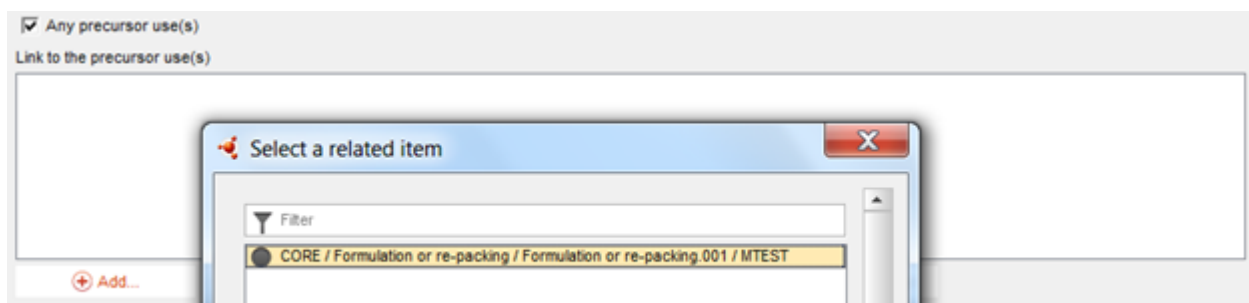 Any precursor use(s)
Link to the precursor use(s)
Select a related item
Filter
CORE / Formulation or re-packing / Formulation or re-packing.001 / MTEST
Add...